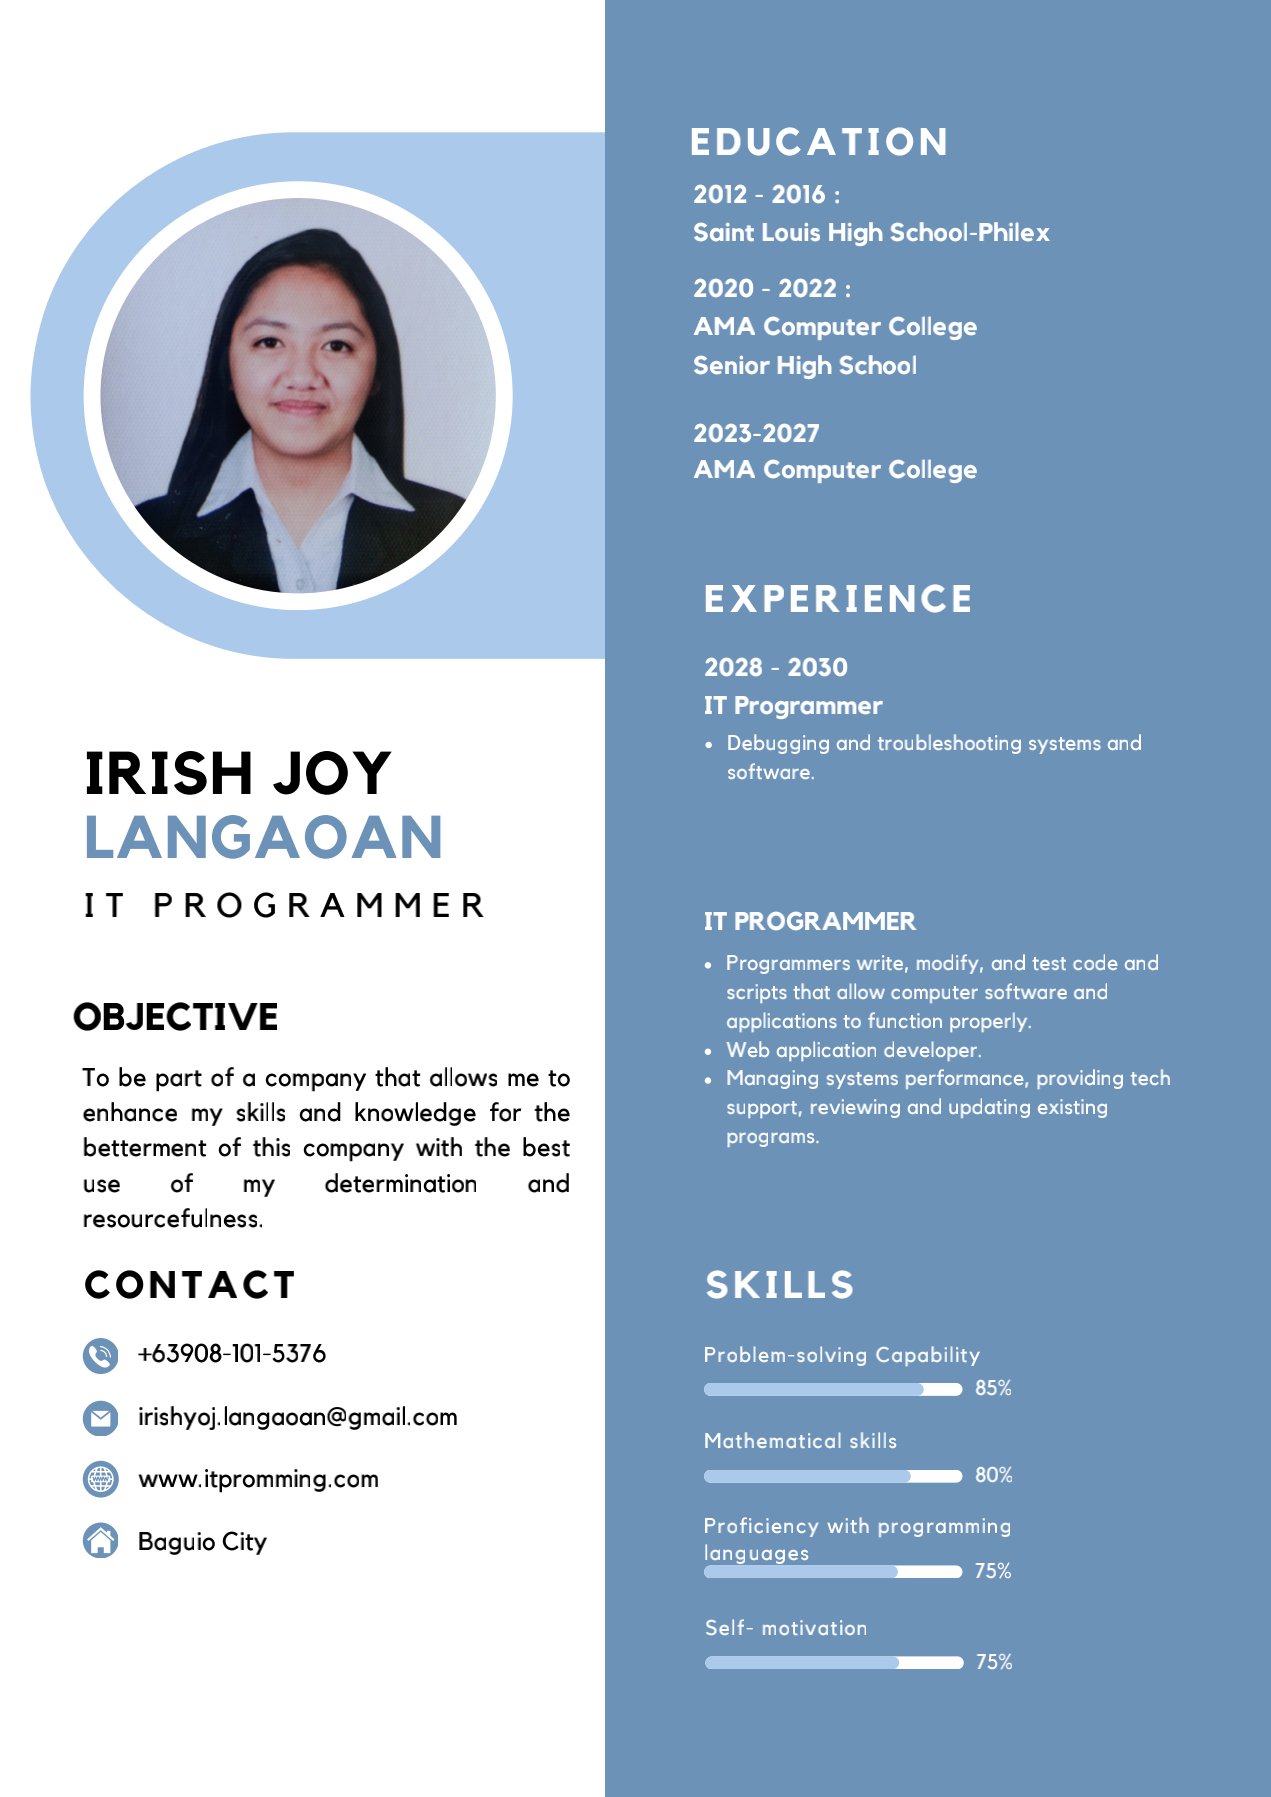 IRISH JOY
LANGAOAN
IT PROGRAMMER
OBJECTIVE
To be part of a company that allows me to
enhance my skills and knowledge for the
betterment of this company with the best
use of my determination and
resourcefulness.
CONTACT
+63908-101-5376
irishyoj.langaoan@gmail.com
www.itpromming.com
Baguio City
EDUCATION
2012 - 2016 :
Saint Louis High School-Philex
2020 - 2022 :
AMA Computer College
Senior High School
2023-2027
AMA Computer College
EXPERIENCE
2028 - 2030
IT Programmer
• Debugging and troubleshooting systems and
software.
IT PROGRAMMER
• Programmers write, modify, and test code and
scripts that allow computer software and
applications to function properly.
• Web application developer.
• Managing systems performance, providing tech
support, reviewing and updating existing
programs.
SKILLS
Problem-solving Capability
85%
Mathematical skills
80%
Proficiency with programming
languages
75%
Self- motivation
75%